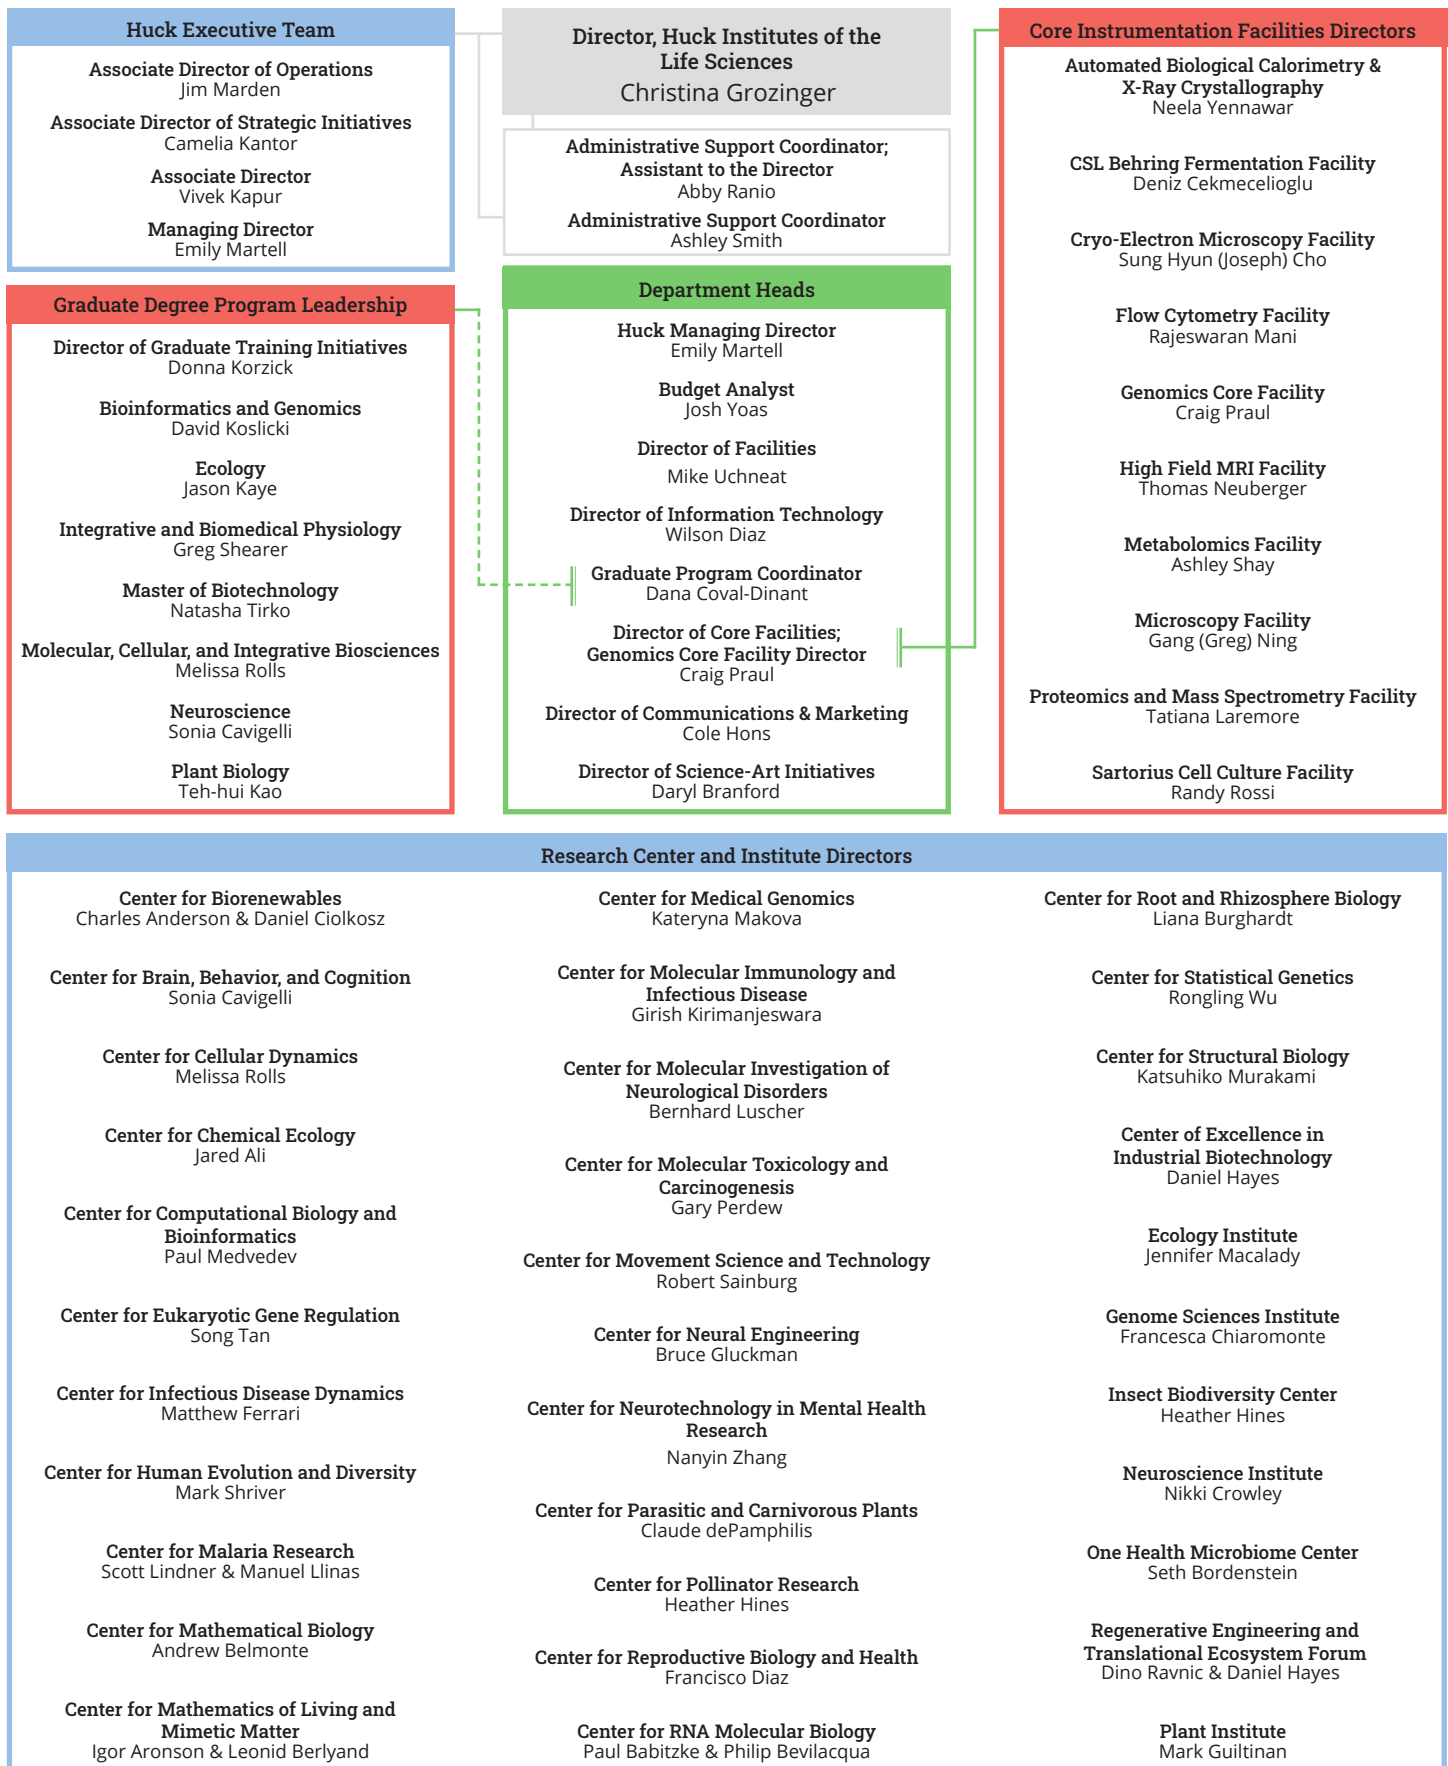 Huck Executive Team
Associate Director of Operations
Jim Marden
Associate Director of Strategic Initiatives
Camelia Kantor
Associate Director
Vivek Kapur
Managing Director
Emily Martell
Director, Huck Institutes of the
Life Sciences
Christina Grozinger
Administrative Support Coordinator;
Assistant to the Director
Abby Ranio
Administrative Support Coordinator
Ashley Smith
Graduate Degree Program Leadership
Director of Graduate Training Initiatives
Donna Korzick
Bioinformatics and Genomics
David Koslicki
Ecology
Jason Kaye
Integrative and Biomedical Physiology
Greg Shearer
Master of Biotechnology
Natasha Tirko
Molecular, Cellular, and Integrative Biosciences
Melissa Rolls
Neuroscience
Sonia Cavigelli
Plant Biology
Teh-hui Kao
Department Heads
Huck Managing Director
Emily Martell
Budget Analyst
Josh Yoas
Director of Facilities
Mike Uchneat
Director of Information Technology
Wilson Diaz
Graduate Program Coordinator
Dana Coval-Dinant
Director of Core Facilities;
Genomics Core Facility Director
Craig Praul
Director of Communications & Marketing
Cole Hons
Director of Science-Art Initiatives
Daryl Branford
Core Instrumentation Facilities Directors
Automated Biological Calorimetry &
X-Ray Crystallography
Neela Yennawar
CSL Behring Fermentation Facility
Deniz Cekmecelioglu
Cryo-Electron Microscopy Facility
Sung Hyun (Joseph) Cho
Flow Cytometry Facility
Rajeswaran Mani
Genomics Core Facility
Craig Praul
High Field MRI Facility
Thomas Neuberger
Metabolomics Facility
Ashley Shay
Microscopy Facility
Gang (Greg) Ning
Proteomics and Mass Spectrometry Facility
Tatiana Laremore
Sartorius Cell Culture Facility
Randy Rossi
Research Center and Institute Directors
Center for Biorenewables
Charles Anderson & Daniel Ciolkosz
Center for Brain, Behavior, and Cognition
Sonia Cavigelli
Center for Cellular Dynamics
Melissa Rolls
Center for Chemical Ecology
Jared Ali
Center for Computational Biology and
Bioinformatics
Paul Medvedev
Center for Eukaryotic Gene Regulation
Song Tan
Center for Infectious Disease Dynamics
Matthew Ferrari
Center for Human Evolution and Diversity
Mark Shriver
Center for Malaria Research
Scott Lindner & Manuel Llinas
Center for Mathematical Biology
Andrew Belmonte
Center for Mathematics of Living and
Mimetic Matter
Igor Aronson & Leonid Berlyand
Center for Medical Genomics
Kateryna Makova
Center for Molecular Immunology and
Infectious Disease
Girish Kirimanjeswara
Center for Molecular Investigation of
Neurological Disorders
Bernhard Luscher
Center for Molecular Toxicology and
Carcinogenesis
Gary Perdew
Center for Movement Science and Technology
Robert Sainburg
Center for Neural Engineering
Bruce Gluckman
Center for Neurotechnology in Mental Health
Research
Nanyin Zhang
Center for Parasitic and Carnivorous Plants
Claude dePamphilis
Center for Pollinator Research
Heather Hines
Center for Reproductive Biology and Health
Francisco Diaz
Center for RNA Molecular Biology
Paul Babitzke & Philip Bevilacqua
Center for Root and Rhizosphere Biology
Liana Burghardt
Center for Statistical Genetics
Rongling Wu
Center for Structural Biology
Katsuhiko Murakami
Center of Excellence in
Industrial Biotechnology
Daniel Hayes
Ecology Institute
Jennifer Macalady
Genome Sciences Institute
Francesca Chiaromonte
Insect Biodiversity Center
Heather Hines
Neuroscience Institute
Nikki Crowley
One Health Microbiome Center
Seth Bordenstein
Regenerative Engineering and
Translational Ecosystem Forum
Dino Ravnic & Daniel Hayes
Plant Institute
Mark Guiltinan